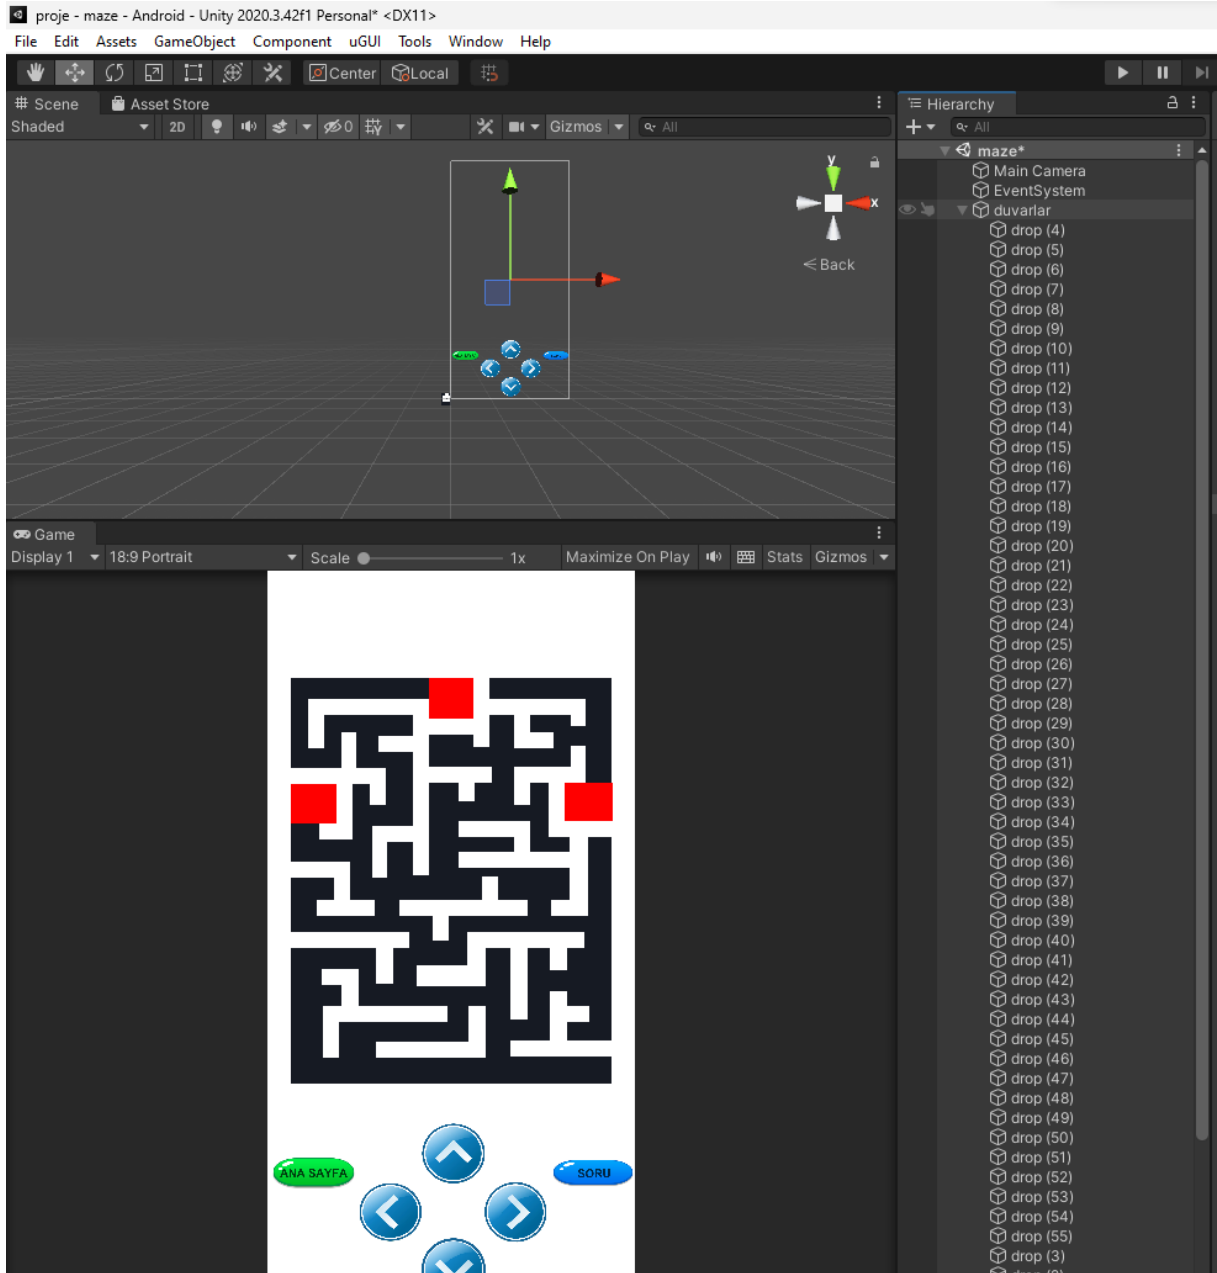 proje - maze - Android - Unity 2020.3.42f1 Personal* <DX11>
File Edit Assets GameObject Component uGUI Tools Window Help
Center Local
Scene Asset Store
Shaded 2D 0 Gizmos All
y
x
Back
Game
Display 1 18:9 Portrait Scale 1x Maximize On Play Stats Gizmos
ANA SAYFA
SORU
Hierarchy
All
maze*
Main Camera
EventSystem
duvarlar
drop (4)
drop (5)
drop (6)
drop (7)
drop (8)
drop (9)
drop (10)
drop (11)
drop (12)
drop (13)
drop (14)
drop (15)
drop (16)
drop (17)
drop (18)
drop (19)
drop (20)
drop (21)
drop (22)
drop (23)
drop (24)
drop (25)
drop (26)
drop (27)
drop (28)
drop (29)
drop (30)
drop (31)
drop (32)
drop (33)
drop (34)
drop (35)
drop (36)
drop (37)
drop (38)
drop (39)
drop (40)
drop (41)
drop (42)
drop (43)
drop (44)
drop (45)
drop (46)
drop (47)
drop (48)
drop (49)
drop (50)
drop (51)
drop (52)
drop (53)
drop (54)
drop (55)
drop (3)